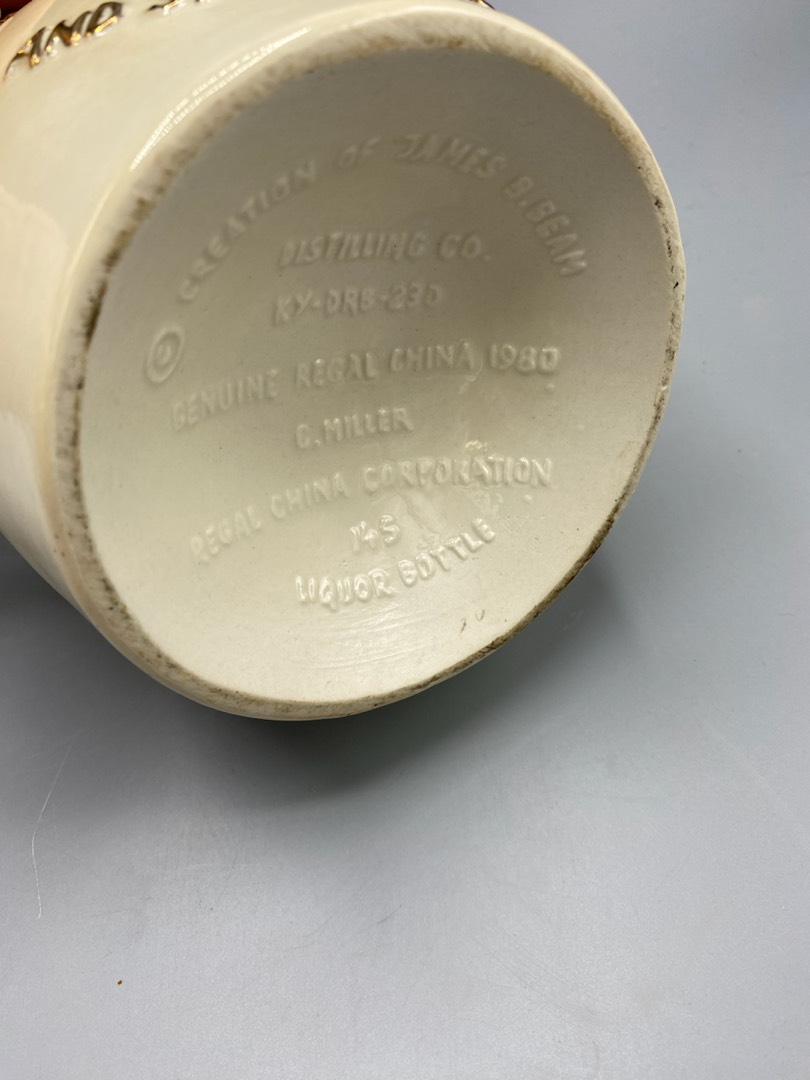 AND
© CREATION OF JAMES B. BEAM
DISTILLING CO.
KY-DRB-230
GENUINE REGAL CHINA 1980
C. MILLER
REGAL CHINA CORPORATION
145
LIQUOR BOTTLE